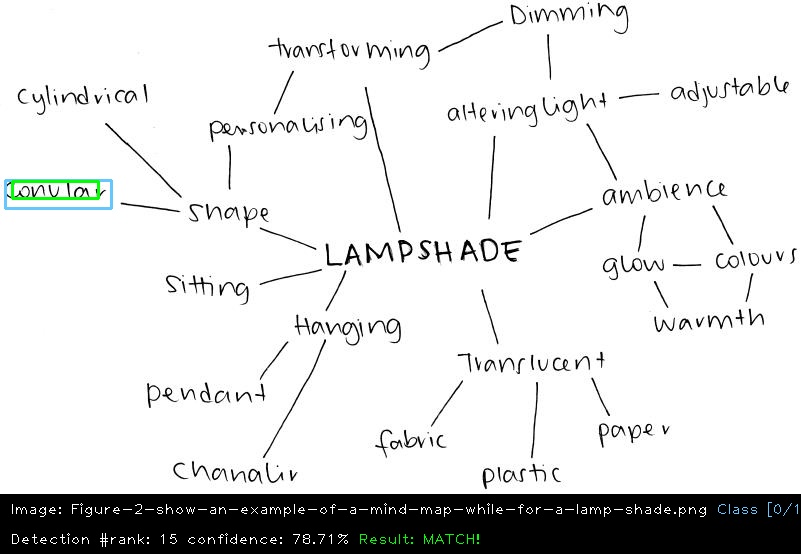 Dimming
transforming
Cylindrical
personalising
altering light
adjustable
Conular
shape
ambience
LAMPSHADE
Sitting
glow
colours
Hanging
warmth
Translucent
pendant
fabric
paper
chanalir
plastic
Image: Figure-2-show-an-example-of-a-mind-map-while-for-a-lamp-shade.png Class [0/1
Detection #rank: 15 confidence: 78.71% Result: MATCH!